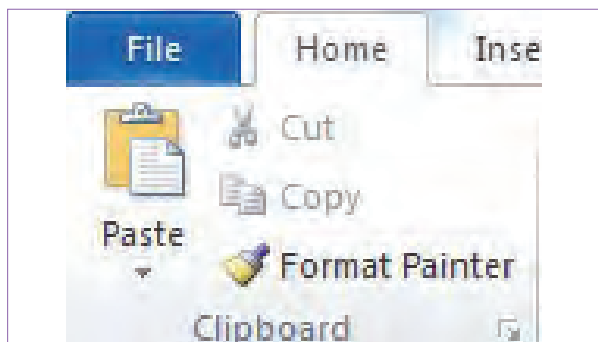 File Home Inse
Cut
Copy
Paste
Format Painter
Clipboard